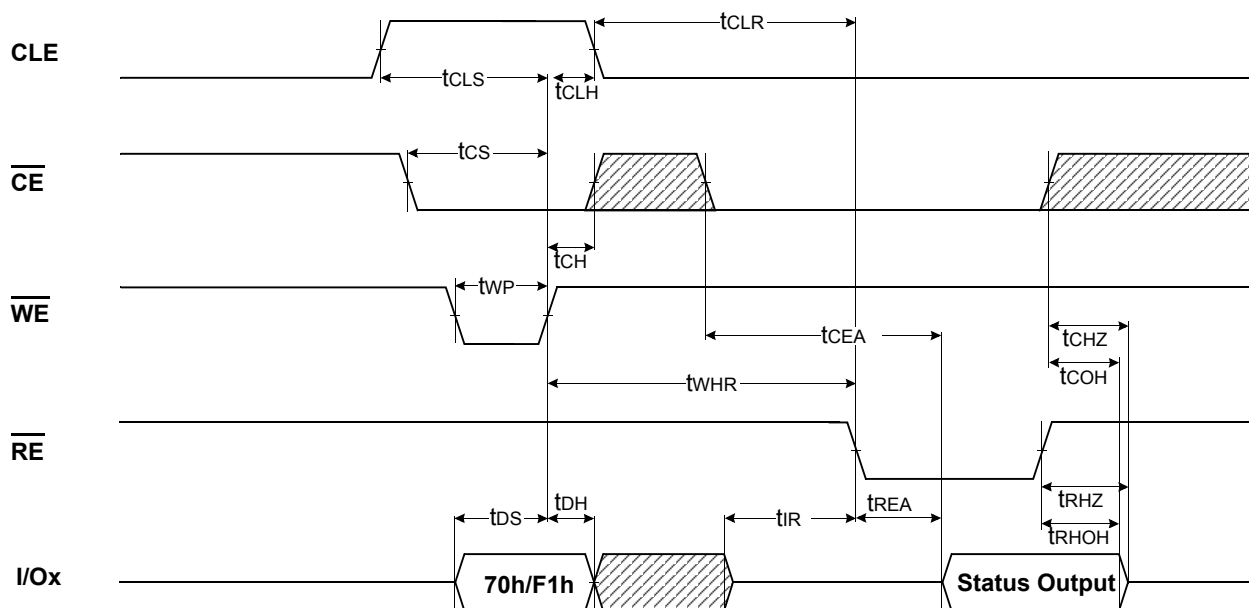 tCLR
CLE
tCLS
tCLH
tCS
CE
tCH
tWP
WE
tCEA
tCHZ
tCOH
tWHR
RE
tRHZ
tRHOH
tDS
tDH
tIR
tREA
I/Ox
70h/F1h
Status Output